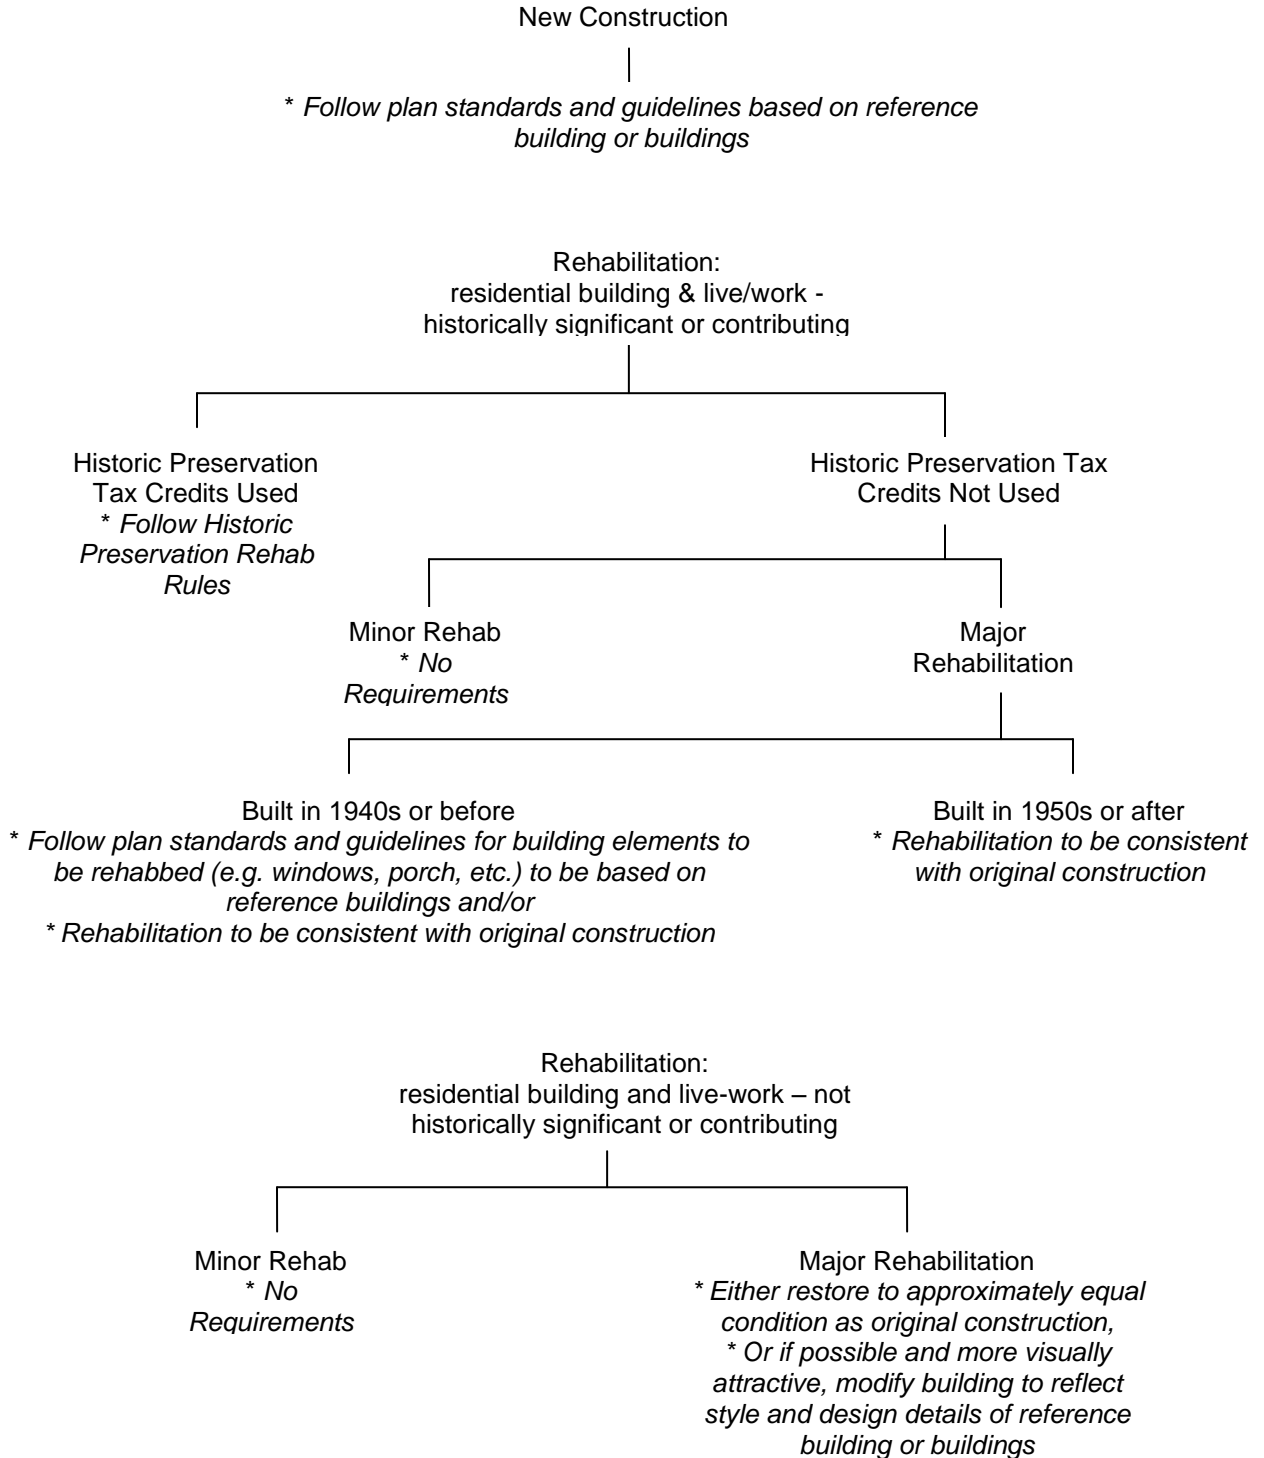 New Construction
* Follow plan standards and guidelines based on reference
building or buildings
Rehabilitation:
residential building & live/work -
historically significant or contributing
Historic Preservation
Tax Credits Used
* Follow Historic
Preservation Rehab
Rules
Historic Preservation Tax
Credits Not Used
Minor Rehab
* No
Requirements
Major
Rehabilitation
Built in 1940s or before
* Follow plan standards and guidelines for building elements to
be rehabbed (e.g. windows, porch, etc.) to be based on
reference buildings and/or
* Rehabilitation to be consistent with original construction
Built in 1950s or after
* Rehabilitation to be consistent
with original construction
Rehabilitation:
residential building and live-work – not
historically significant or contributing
Minor Rehab
* No
Requirements
Major Rehabilitation
* Either restore to approximately equal
condition as original construction,
* Or if possible and more visually
attractive, modify building to reflect
style and design details of reference
building or buildings